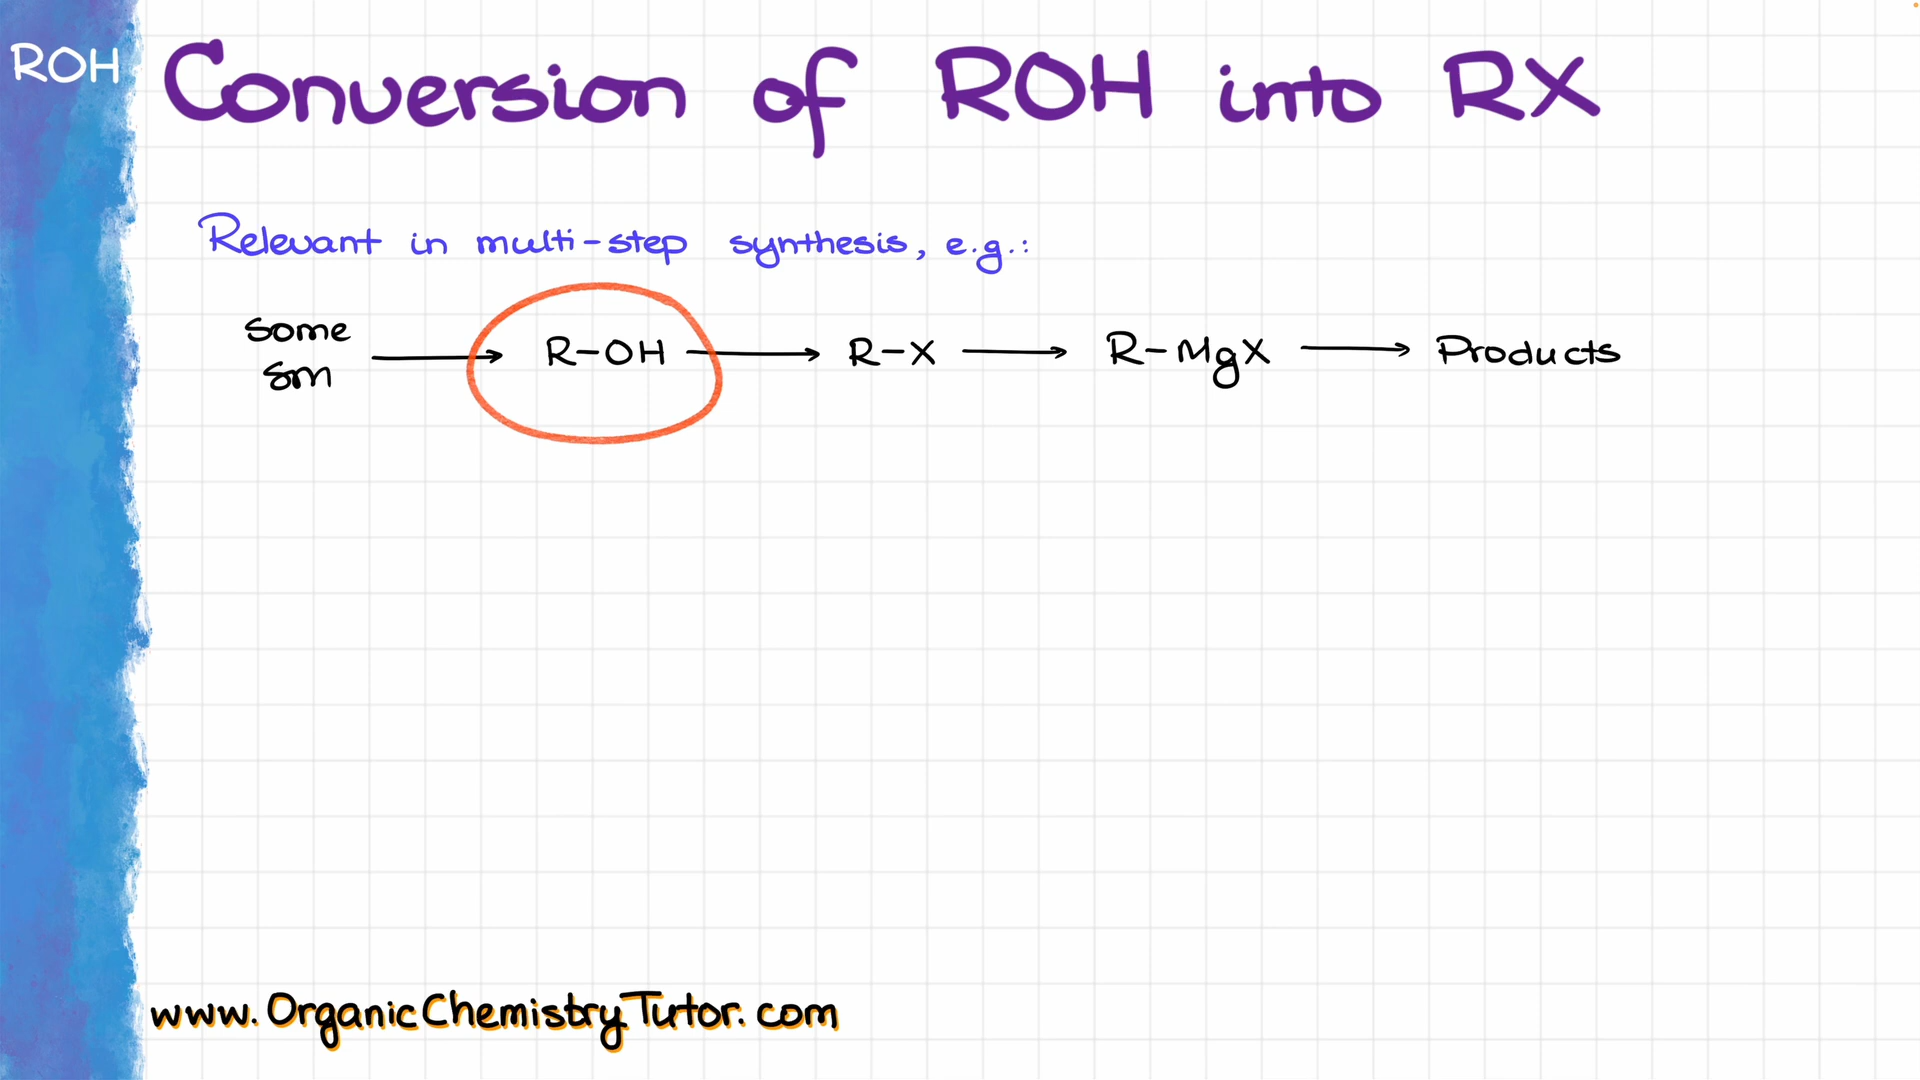 ROH
Conversion of ROH into RX
Relevant in multi-step synthesis, e.g.:
Some
SM
R-OH
R-X
R-MgX
Products
www.OrganicChemistryTutor.com